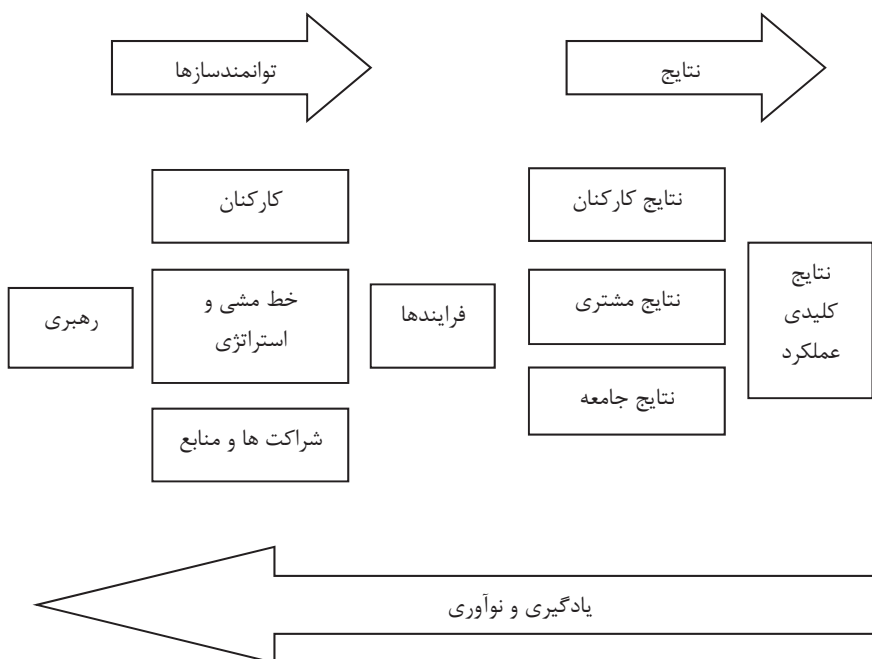 توانمندسازها
نتایج
کارکنان
نتایج کارکنان
رهبری
خط مشی و
استراتژی
فرایندها
نتایج مشتری
نتایج
کلیدی
عملکرد
شراکت ها و منابع
نتایج جامعه
یادگیری و نوآوری